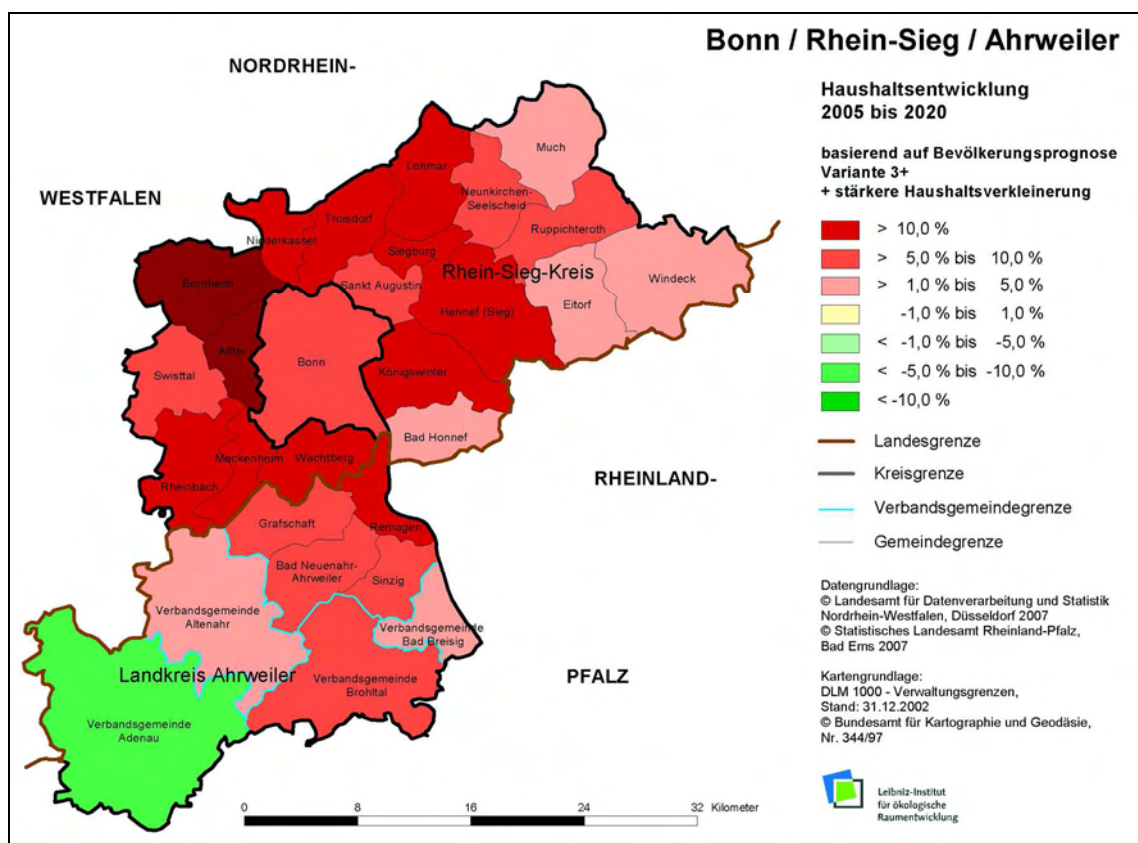 Bonn / Rhein-Sieg / Ahrweiler
NORDRHEIN-
WESTFALEN
RHEINLAND-
PFALZ
Much
Lohmar
Neunkirchen-
Seelscheid
Troisdorf
Ruppichteroth
Niederkassel
Siegburg
Rhein-Sieg-Kreis
Windeck
Bornheim
Sankt Augustin
Eitorf
Hennef (Sieg)
Alfter
Bonn
Swisttal
Königswinter
Bad Honnef
Meckenheim
Wachtberg
Rheinbach
Grafschaft
Remagen
Bad Neuenahr-
Ahrweiler
Sinzig
Verbandsgemeinde
Altenahr
Verbandsgemeinde
Bad Breisig
Landkreis Ahrweiler
Verbandsgemeinde
Brohltal
Verbandsgemeinde
Adenau
0 8 16 24 32 Kilometer
Haushaltsentwicklung
2005 bis 2020
basierend auf Bevölkerungsprognose
Variante 3+
+ stärkere Haushaltsverkleinerung
> 10,0 %
> 5,0 % bis 10,0 %
> 1,0 % bis 5,0 %
-1,0 % bis 1,0 %
< -1,0 % bis -5,0 %
< -5,0 % bis -10,0 %
< -10,0 %
Landesgrenze
Kreisgrenze
Verbandsgemeindegrenze
Gemeindegrenze
Datengrundlage:
© Landesamt für Datenverarbeitung und Statistik
Nordrhein-Westfalen, Düsseldorf 2007
© Statistisches Landesamt Rheinland-Pfalz,
Bad Ems 2007
Kartengrundlage:
DLM 1000 - Verwaltungsgrenzen,
Stand: 31.12.2002
© Bundesamt für Kartographie und Geodäsie,
Nr. 344/97
Leibniz-Institut
für ökologische
Raumentwicklung